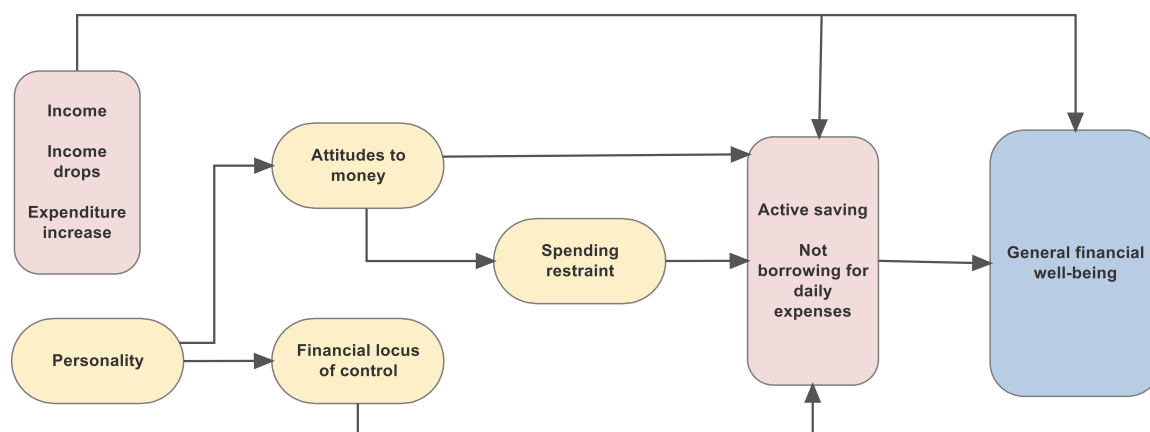 Income
Income
drops
Expenditure
increase
Attitudes to
money
Spending
restraint
Active saving
Not
borrowing for
daily
expenses
General financial
well-being
Personality
Financial locus
of control